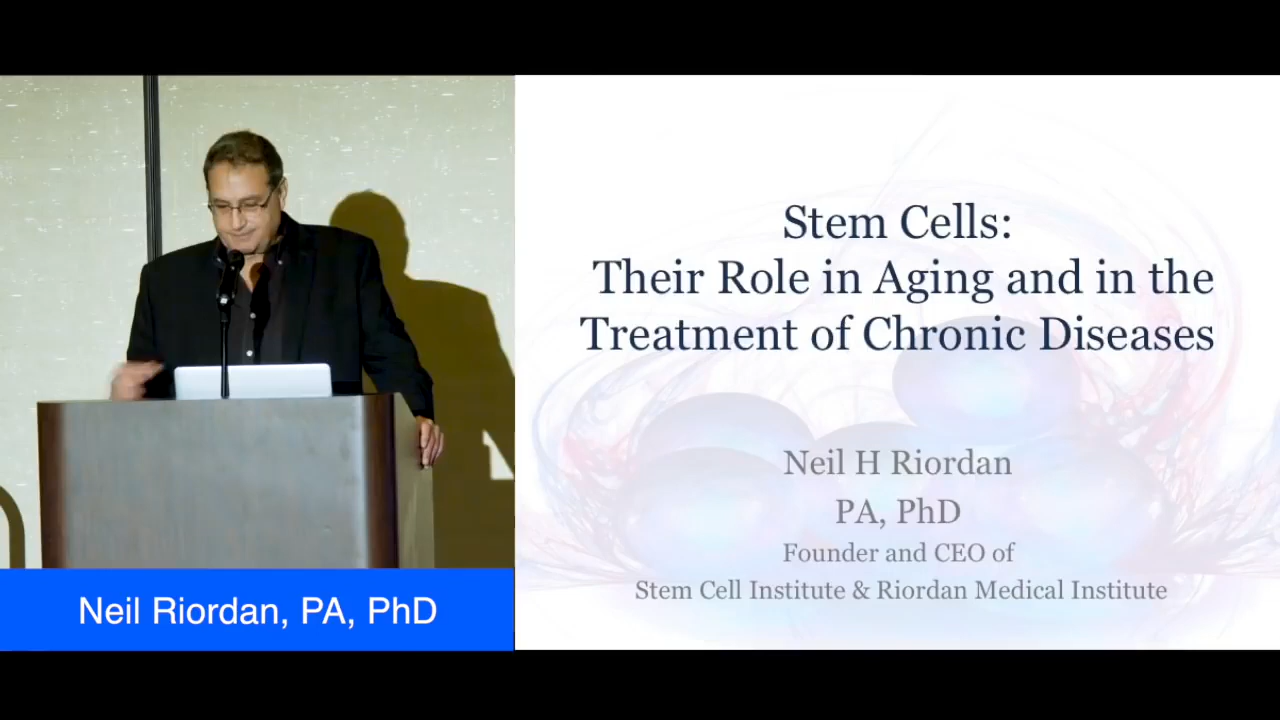 Stem Cells:
Their Role in Aging and in the
Treatment of Chronic Diseases
Neil H Riordan
PA, PhD
Founder and CEO of
Stem Cell Institute & Riordan Medical Institute
Neil Riordan, PA, PhD